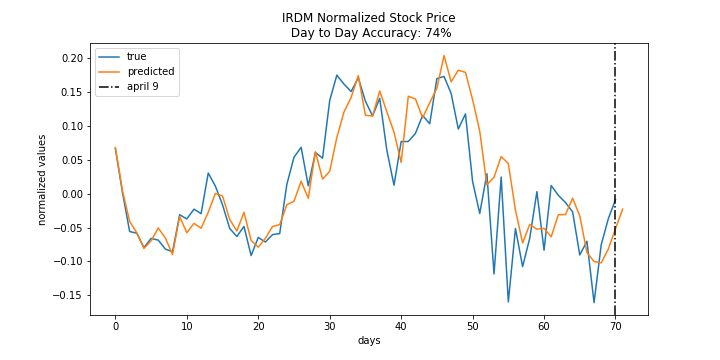 IRDM Normalized Stock Price
Day to Day Accuracy: 74%
true
predicted
april 9
normalized values
0.20
0.15
0.10
0.05
0.00
−0.05
−0.10
−0.15
0 10 20 30 40 50 60 70
days